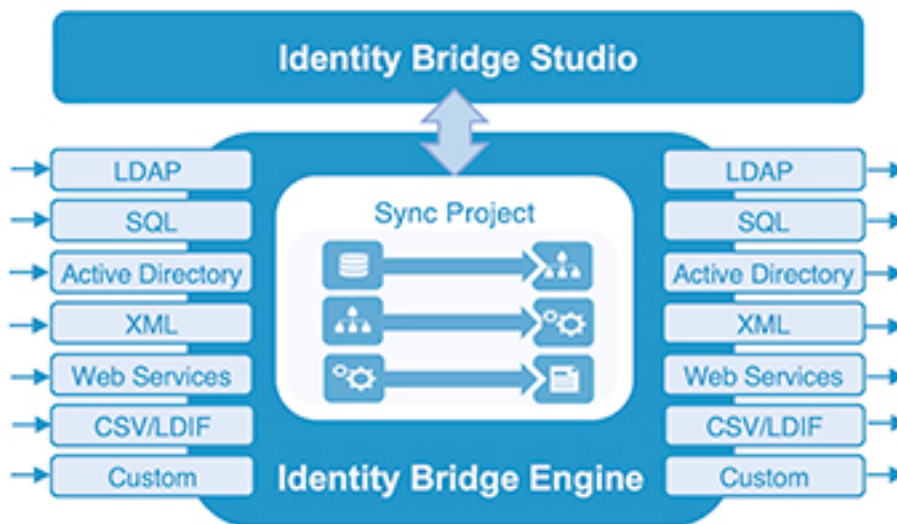 Identity Bridge Studio
LDAP
SQL
Active Directory
XML
Web Services
CSV/LDIF
Custom
Sync Project
Identity Bridge Engine
LDAP
SQL
Active Directory
XML
Web Services
CSV/LDIF
Custom